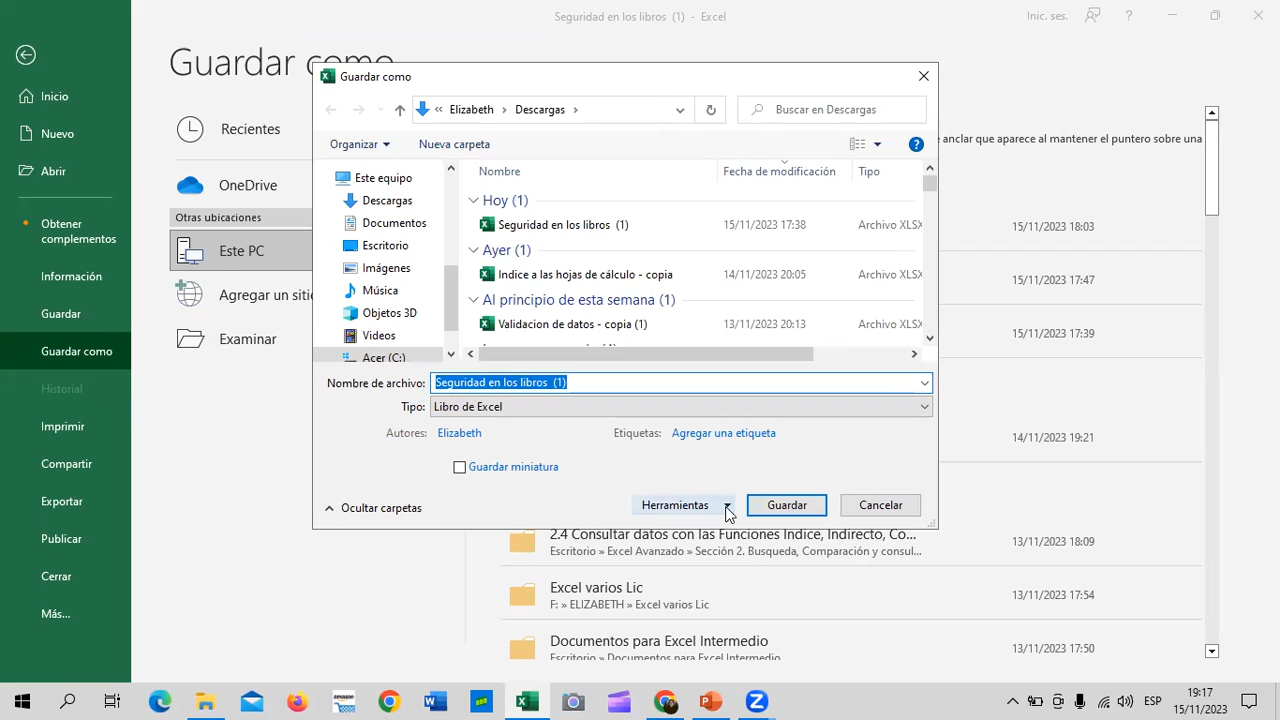 Seguridad en los libros (1) - Excel
Inic. ses.
?
Guardar como
Inicio
Nuevo
Abrir
Obtener
complementos
Información
Guardar
Guardar como
Historial
Imprimir
Compartir
Exportar
Publicar
Cerrar
Más...
Recientes
OneDrive
Otras ubicaciones
Este PC
Agregar un siti
Examinar
Guardar como
« Elizabeth › Descargas ›
Buscar en Descargas
Organizar
Nueva carpeta
?
Este equipo
Descargas
Documentos
Escritorio
Imágenes
Música
Objetos 3D
Videos
Acer (C:)
Nombre
Fecha de modificación
Tipo
Hoy (1)
Seguridad en los libros (1)
15/11/2023 17:38
Archivo XLSX
Ayer (1)
Indice a las hojas de cálculo - copia
14/11/2023 20:05
Archivo XLSX
Al principio de esta semana (1)
Validacion de datos - copia (1)
13/11/2023 20:13
Archivo XLSX
Nombre de archivo: Seguridad en los libros (1)
Tipo: Libro de Excel
Autores: Elizabeth
Etiquetas: Agregar una etiqueta
Guardar miniatura
Ocultar carpetas
Herramientas
Guardar
Cancelar
e anclar que aparece al mantener el puntero sobre una
15/11/2023 18:03
15/11/2023 17:47
15/11/2023 17:39
14/11/2023 19:21
2.4 Consultar datos con las Funciones Indice, Indirecto, Co...
Escritorio » Excel Avanzado » Sección 2. Busqueda, Comparación y consul...
13/11/2023 18:09
Excel varios Lic
F: » ELIZABETH » Excel varios Lic
13/11/2023 17:54
Documentos para Excel Intermedio
Escritorio » Documentos para Excel Intermedio
13/11/2023 17:50
ESP
19:17
15/11/2023